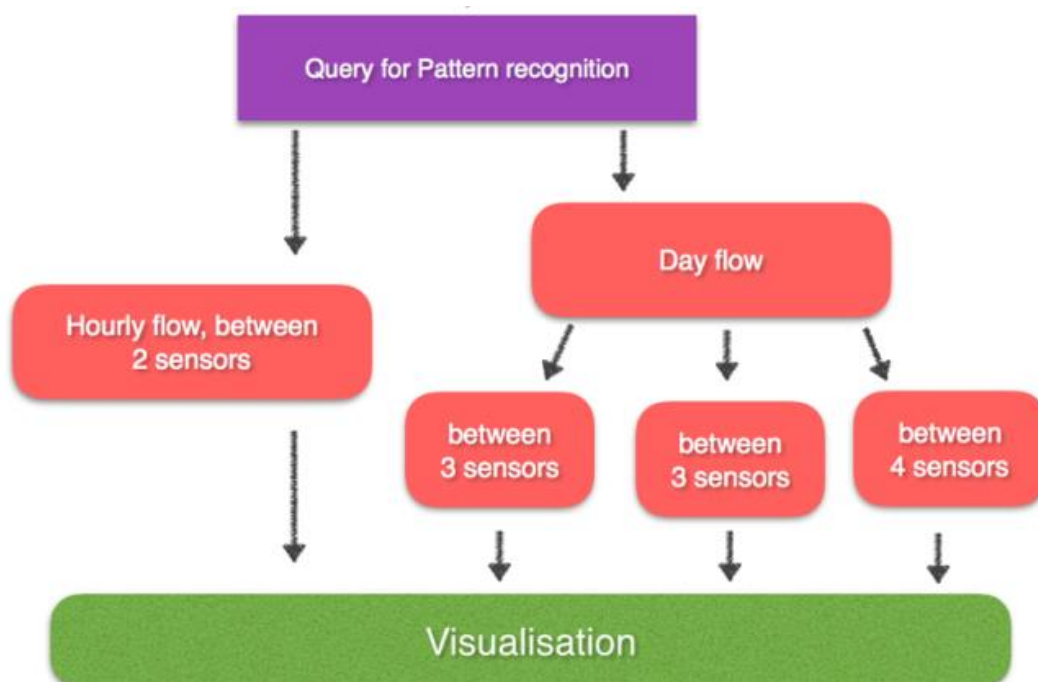 Query for Pattern recognition
Day flow
Hourly flow, between
2 sensors
between
3 sensors
between
3 sensors
between
4 sensors
Visualisation